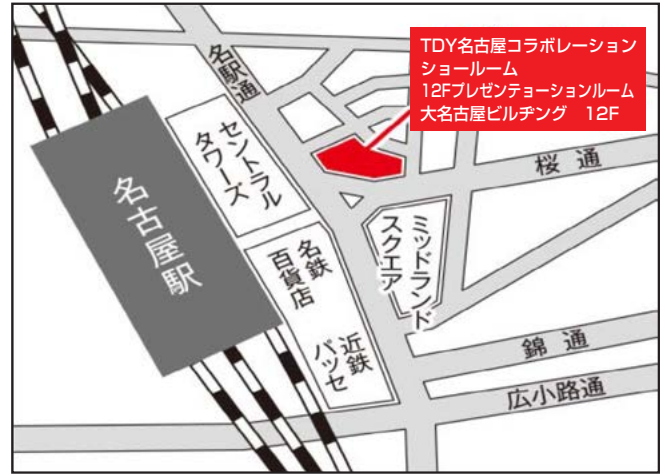 TDY名古屋コラボレーション
ショールーム
12Fプレゼンテョーションルーム
大名古屋ビルヂング 12F
名駅通
セントラル
タワーズ
桜通
名古屋駅
ミッドランド
スクエア
名鉄
百貨店
近鉄
パッセ
錦通
広小路通